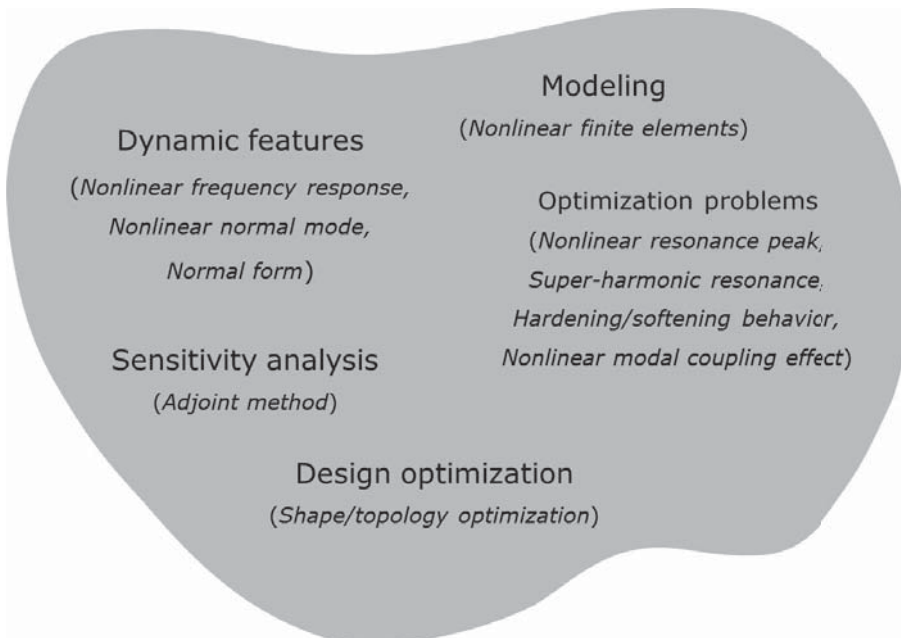 Modeling
(Nonlinear finite elements)
Dynamic features
(Nonlinear frequency response,
Nonlinear normal mode,
Normal form)
Optimization problems
(Nonlinear resonance peak,
Super-harmonic resonance,
Hardening/softening behavior,
Nonlinear modal coupling effect)
Sensitivity analysis
(Adjoint method)
Design optimization
(Shape/topology optimization)